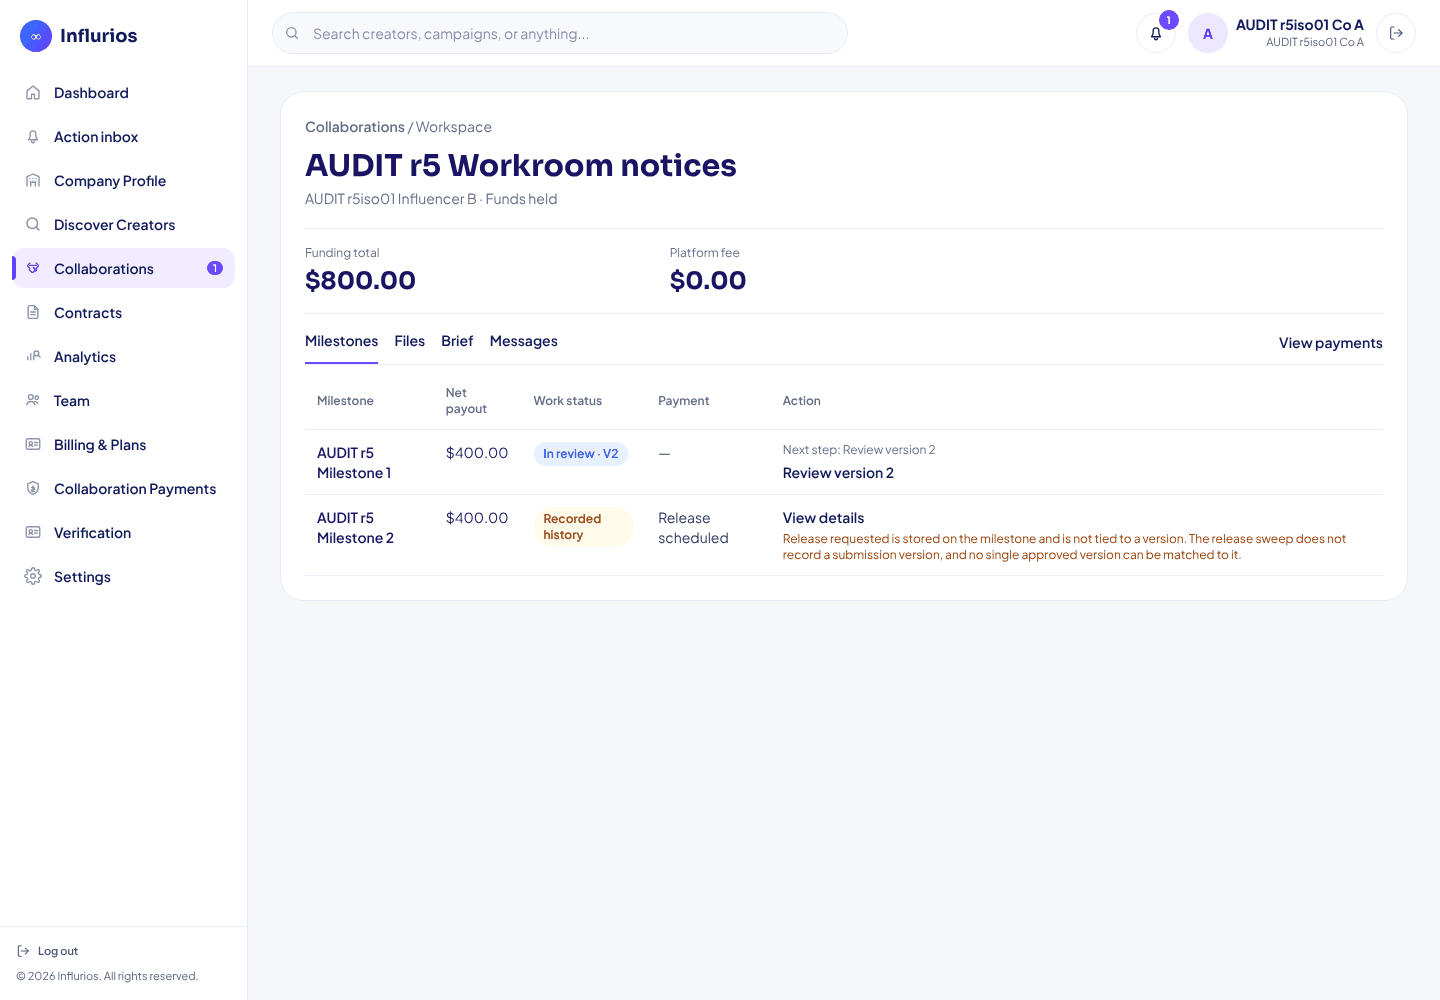 Influrios
Search creators, campaigns, or anything...
1
A
AUDIT r5iso01 Co A
AUDIT r5iso01 Co A
Dashboard
Action inbox
Company Profile
Discover Creators
Collaborations
1
Contracts
Analytics
Team
Billing & Plans
Collaboration Payments
Verification
Settings
Log out
© 2026 Influrios. All rights reserved.
Collaborations / Workspace
AUDIT r5 Workroom notices
AUDIT r5iso01 Influencer B · Funds held
Funding total
$800.00
Platform fee
$0.00
Milestones
Files
Brief
Messages
View payments
Milestone
Net
payout
Work status
Payment
Action
AUDIT r5
Milestone 1
$400.00
In review · V2
—
Next step: Review version 2
Review version 2
AUDIT r5
Milestone 2
$400.00
Recorded
history
Release
scheduled
View details
Release requested is stored on the milestone and is not tied to a version. The release sweep does not
record a submission version, and no single approved version can be matched to it.